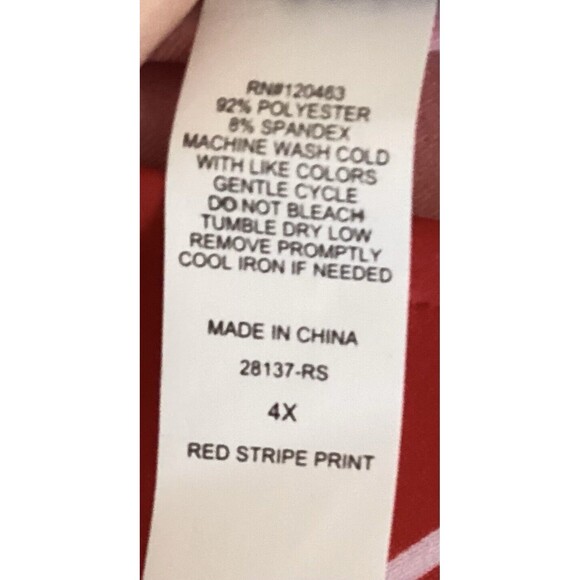 RN#120463
92% POLYESTER
8% SPANDEX
MACHINE WASH COLD
WITH LIKE COLORS
GENTLE CYCLE
DO NOT BLEACH
TUMBLE DRY LOW
REMOVE PROMPTLY
COOL IRON IF NEEDED
MADE IN CHINA
28137-RS
4X
RED STRIPE PRINT